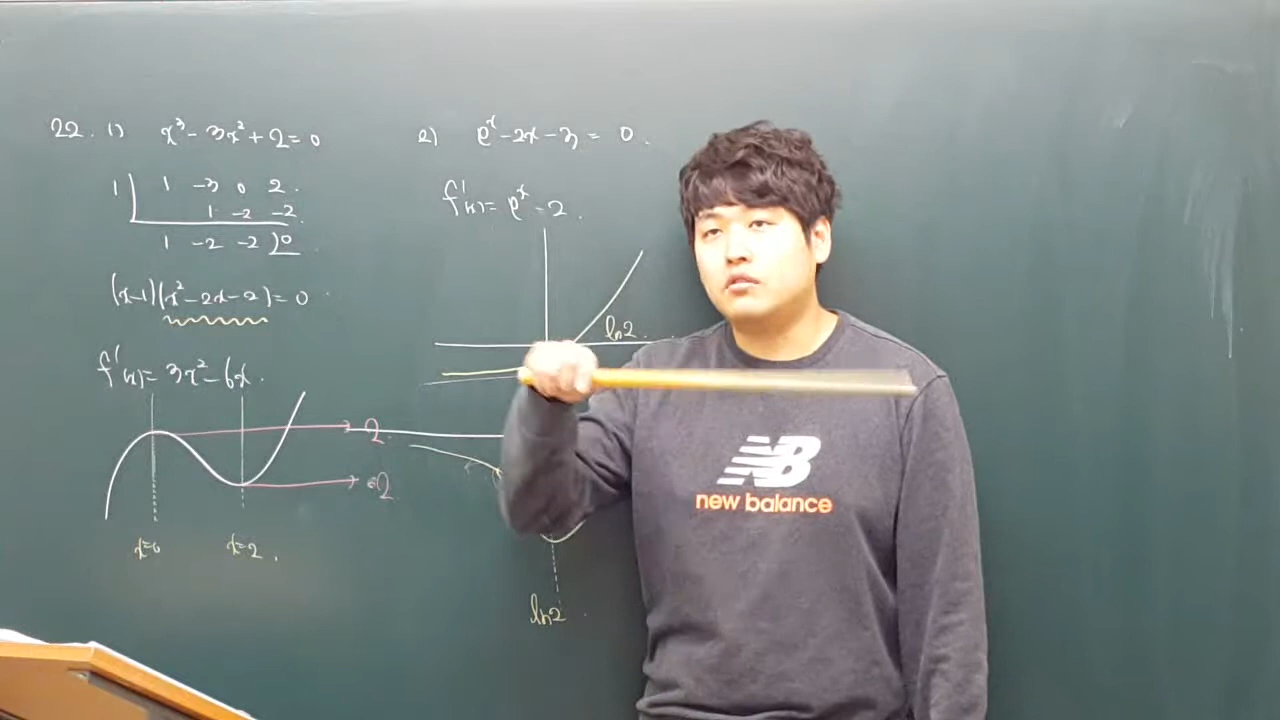 22. 1) x³ - 3x² + 2 = 0
1 | 1 -3 0 2.
1 -2 -2
1 -2 -2 | 0
(x-1)(x²-2x-2) = 0
f'(x) = 3x² - 6x.
2.
-2
x=0 x=2.
2) eˣ - 2x - 3 = 0.
f'(x) = eˣ - 2.
ln2.
ln2
NB
new balance